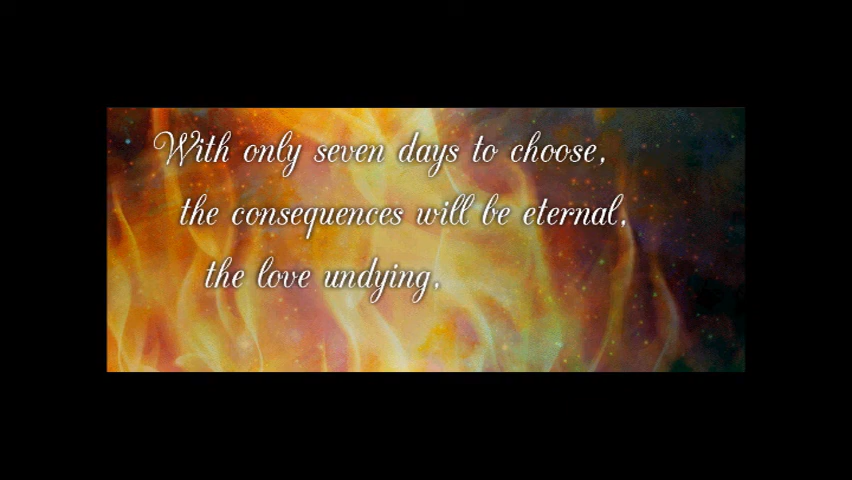 With only seven days to choose,
the consequences will be eternal,
the love undying,